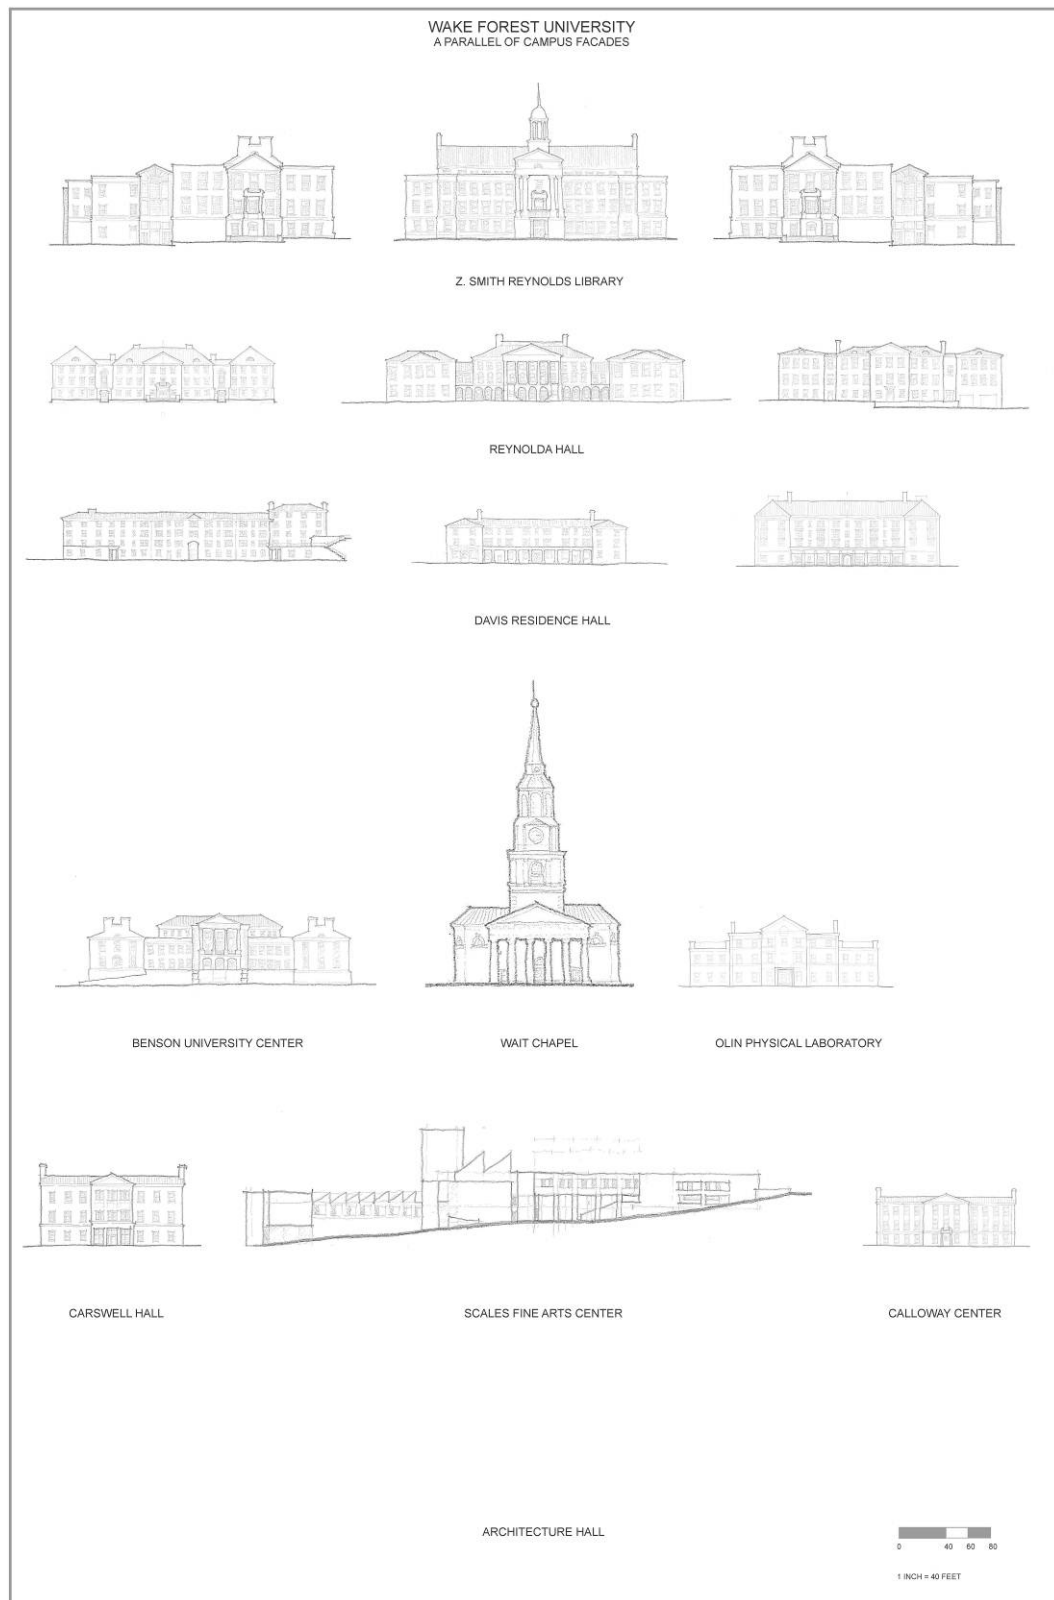 WAKE FOREST UNIVERSITY
A PARALLEL OF CAMPUS FACADES
Z. SMITH REYNOLDS LIBRARY
REYNOLDA HALL
DAVIS RESIDENCE HALL
BENSON UNIVERSITY CENTER
WAIT CHAPEL
OLIN PHYSICAL LABORATORY
CARSWELL HALL
SCALES FINE ARTS CENTER
CALLOWAY CENTER
ARCHITECTURE HALL
0 40 60 80
1 INCH = 40 FEET